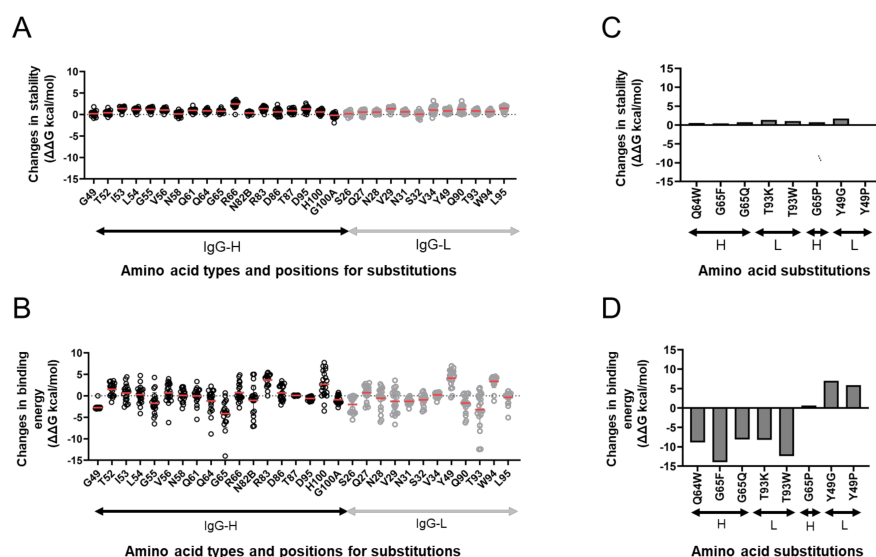 A
Changes in stability
(ΔΔG kcal/mol)
10
5
0
-5
-10
-15
G49 T52 I53 L54 G55 V56 N58 Q61 Q64 G65 R66 N82B R83 D86 T87 D95 H100 G100A S26 Q27 N28 V29 N31 S32 V34 Y49 Q90 T93 W94 L95
IgG-H IgG-L
Amino acid types and positions for substitutions
B
Changes in binding
energy
(ΔΔG kcal/mol)
10
5
0
-5
-10
-15
G49 T52 I53 L54 G55 V56 N58 Q61 Q64 G65 R66 N82B R83 D86 T87 D95 H100 G100A S26 Q27 N28 V29 N31 S32 V34 Y49 Q90 T93 W94 L95
IgG-H IgG-L
Amino acid types and positions for substitutions
C
Changes in stability
(ΔΔG kcal/mol)
15
10
5
0
-5
-10
-15
Q64W G65F G65Q T93K T93W G65P Y49G Y49P
H L H L
Amino acid substitutions
D
Changes in binding
energy
(ΔΔG kcal/mol)
15
10
5
0
-5
-10
-15
Q64W G65F G65Q T93K T93W G65P Y49G Y49P
H L H L
Amino acid substitutions